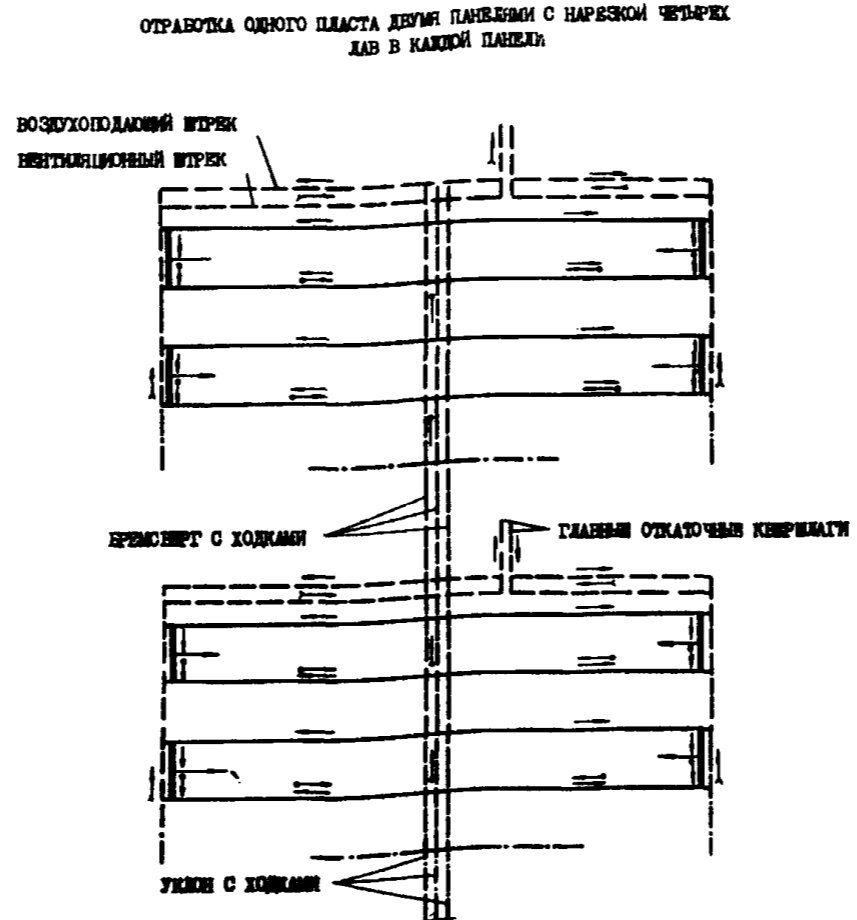 ОТРАБОТКА ОДНОГО ПЛАСТА ДВУМЯ ПАНЕЛЯМИ С НАРЕЗКОЙ ЧЕТЫРЕХ
ЛАВ В КАЖДОЙ ПАНЕЛИ
ВОЗДУХОПОДАЮЩИЙ ШТРЕК
ВЕНТИЛЯЦИОННЫЙ ШТРЕК
БРЕМСБЕРГ С ХОДКАМИ
ГЛАВНЫЕ ОТКАТОЧНЫЕ КВЕРШЛАГИ
УКЛОН С ХОДКАМИ